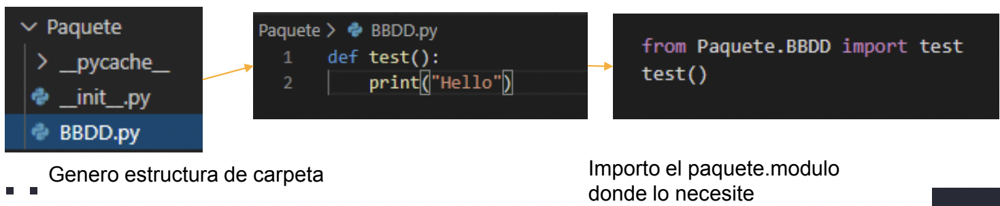 Paquete
__pycache__
__init__.py
BBDD.py
Paquete > BBDD.py
1 def test():
2 print("Hello")
from Paquete.BBDD import test
test()
Genero estructura de carpeta
Importo el paquete.modulo
donde lo necesite